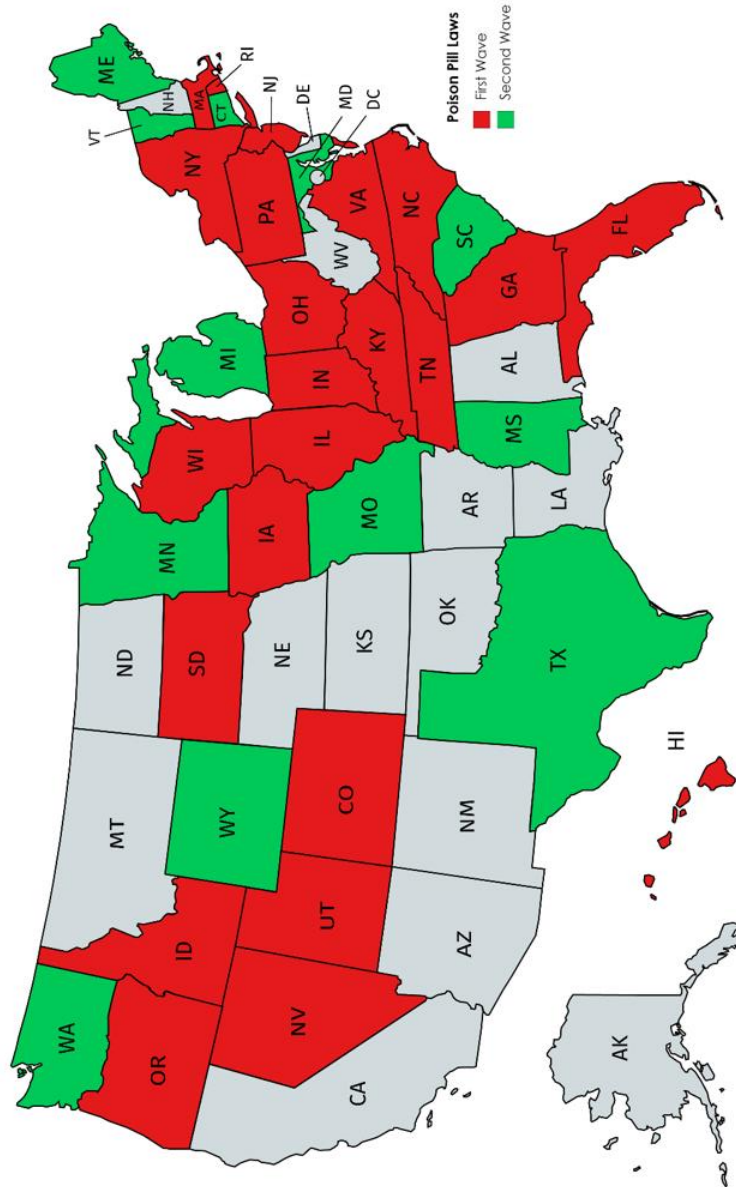 WA
OR
CA
NV
ID
MT
WY
UT
AZ
CO
NM
ND
SD
NE
KS
OK
TX
MN
IA
MO
AR
LA
WI
IL
MI
IN
OH
KY
TN
MS
AL
GA
FL
SC
NC
VA
WV
PA
NY
VT
NH
ME
MA
RI
CT
NJ
DE
MD
DC
AK
HI
Poison Pill Laws
First Wave
Second Wave